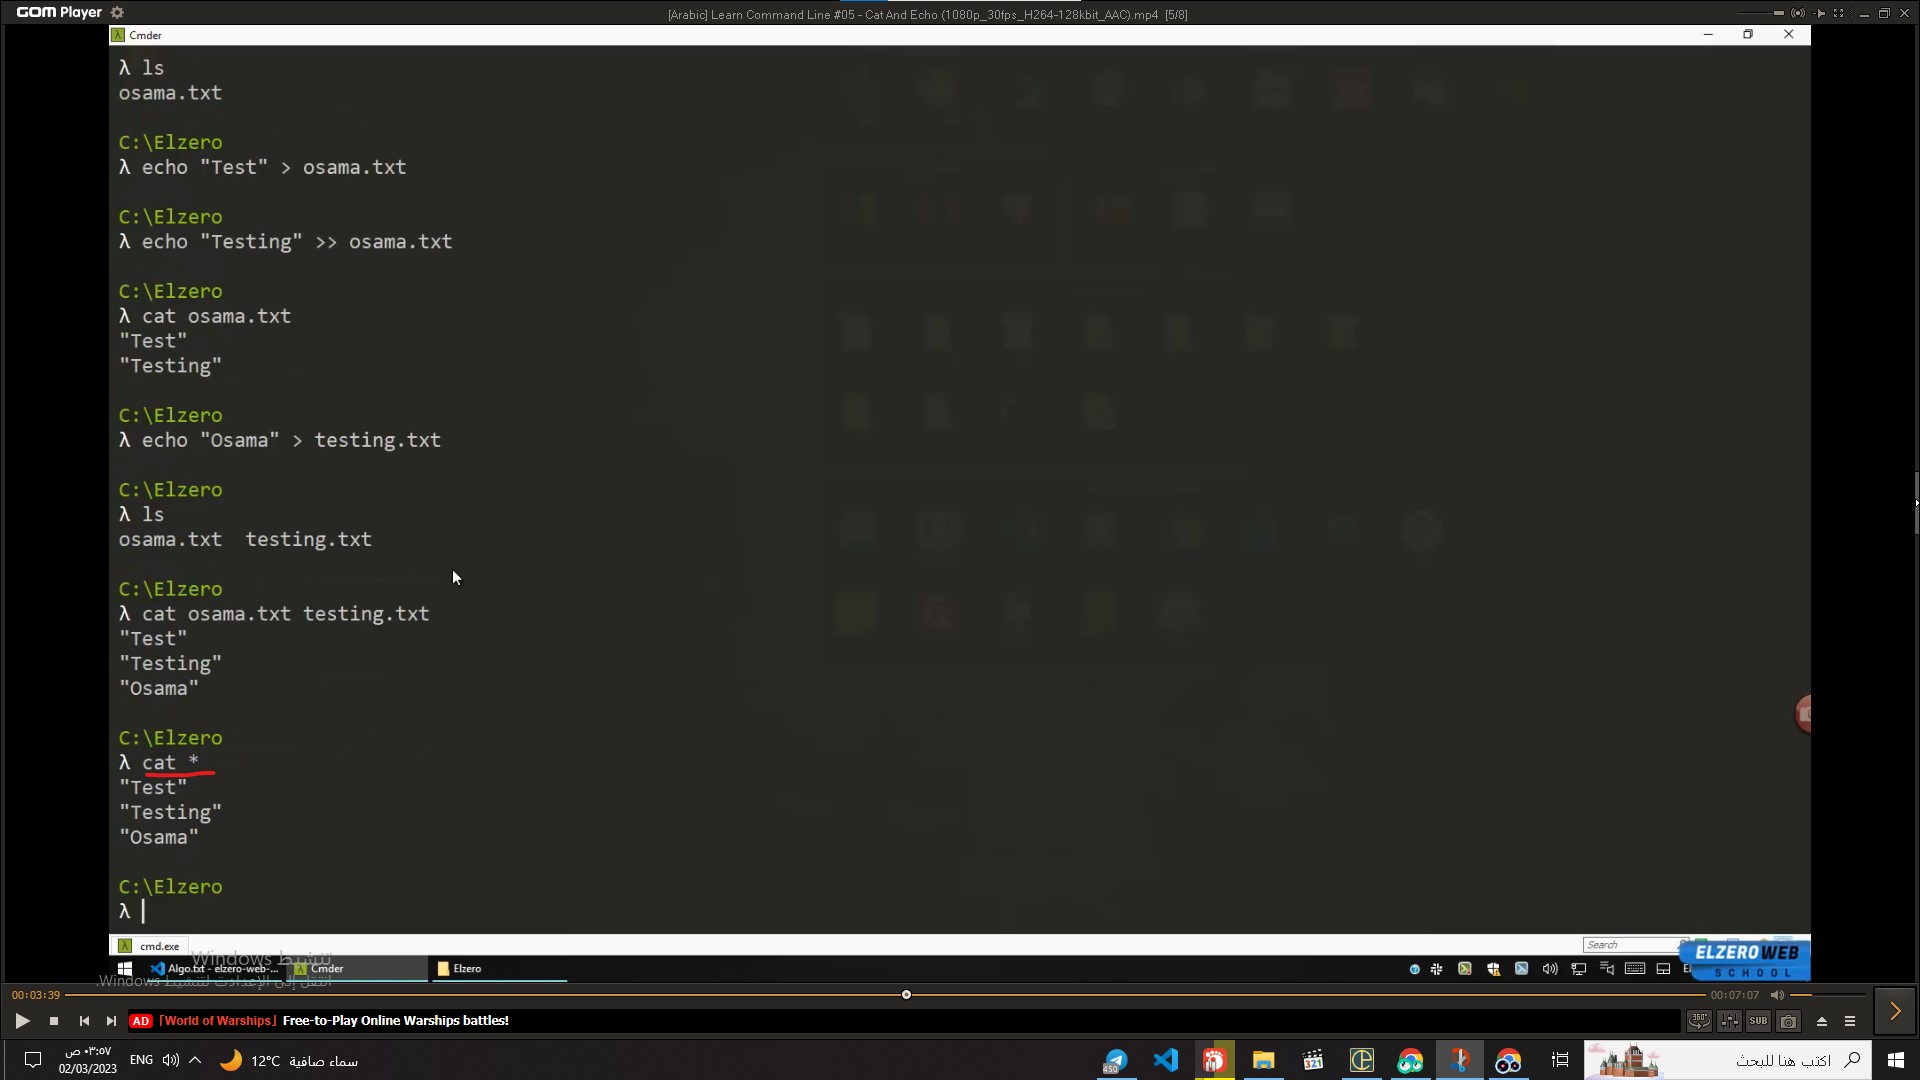 GOM Player
[Arabic] Learn Command Line #05 - Cat And Echo (1080p_30fps_H264-128kbit_AAC).mp4 [5/8]
Cmder
λ ls
osama.txt
C:\Elzero
λ echo "Test" > osama.txt
C:\Elzero
λ echo "Testing" >> osama.txt
C:\Elzero
λ cat osama.txt
"Test"
"Testing"
C:\Elzero
λ echo "Osama" > testing.txt
C:\Elzero
λ ls
osama.txt  testing.txt
C:\Elzero
λ cat osama.txt testing.txt
"Test"
"Testing"
"Osama"
C:\Elzero
λ cat *
"Test"
"Testing"
"Osama"
C:\Elzero
λ
cmd.exe
Search
تنشيط Windows
انتقل إلى الإعدادات لتنشيط Windows.
Algo.txt - elzero-web-...
Cmder
Elzero
ELZERO WEB
SCHOOL
00:03:39
00:07:07
AD [World of Warships] Free-to-Play Online Warships battles!
360°
SUB
٠٣:٥٧ ص
02/03/2023
ENG
12°C سماء صافية
450
321
اكتب هنا للبحث